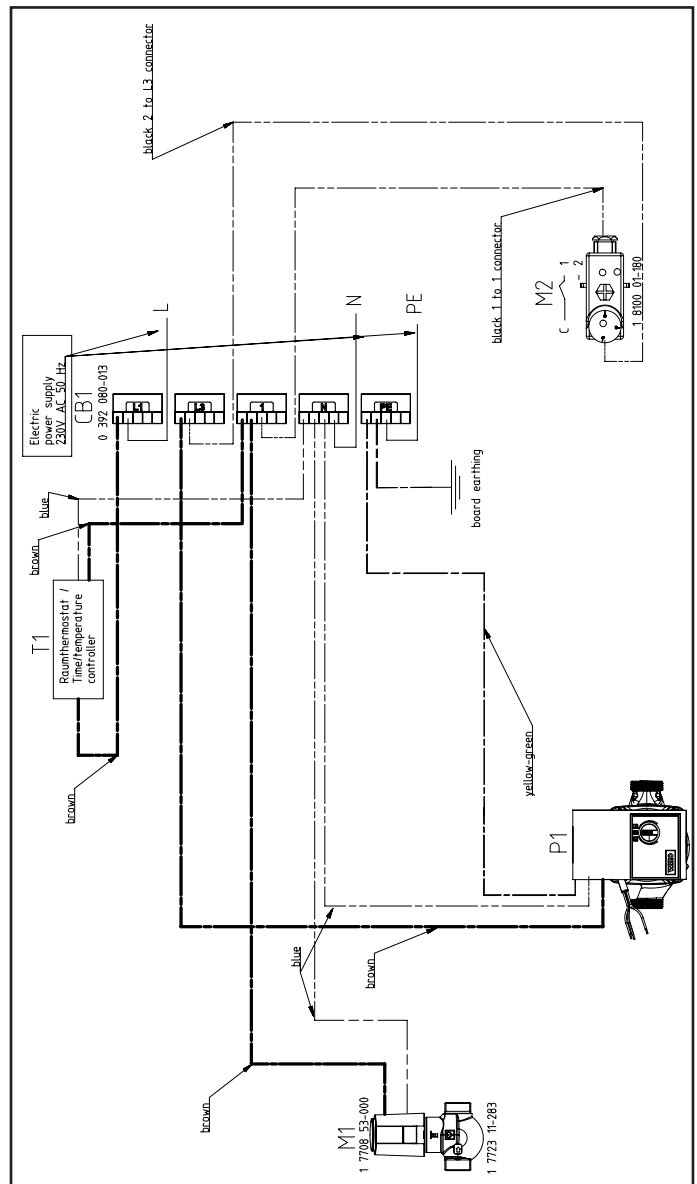 black 2 to L3 connector
Electric
power supply
230V AC 50 Hz
L
N
PE
CB1
0 392 080-013
L1
L3
1
N
PE
black 1 to 1 connector
M2
C
1
2
1 8100 01-180
blue
brown
board earthing
T1
Raumthermostat /
Time/temperature
controller
brown
yellow-green
P1
blue
brown
brown
M1
1 7708 53-000
1 7723 11-283